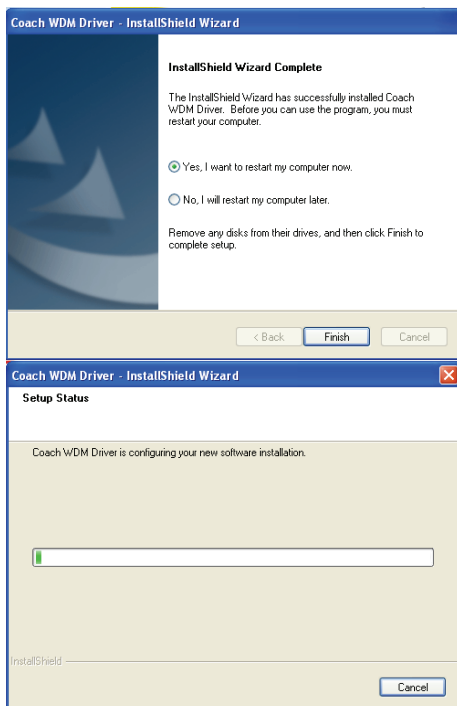 Coach WDM Driver - InstallShield Wizard
InstallShield Wizard Complete
The InstallShield Wizard has successfully installed Coach
WDM Driver. Before you can use the program, you must
restart your computer.
Yes, I want to restart my computer now.
No, I will restart my computer later.
Remove any disks from their drives, and then click Finish to
complete setup.
< Back Finish Cancel
Coach WDM Driver - InstallShield Wizard
Setup Status
Coach WDM Driver is configuring your new software installation.
InstallShield
Cancel